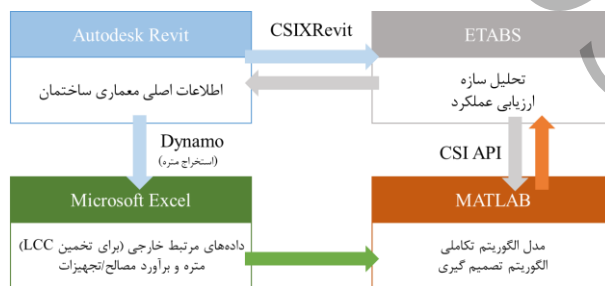 Autodesk Revit
CSIXRevit
ETABS
اطلاعات اصلی معماری ساختمان
تحلیل سازه
ارزیابی عملکرد
Dynamo
(استخراج متره)
CSI API
Microsoft Excel
MATLAB
داده‌های مرتبط خارجی (برای تخمین LCC)
متره و برآورد مصالح/تجهیزات
مدل الگوریتم تکاملی
الگوریتم تصمیم گیری